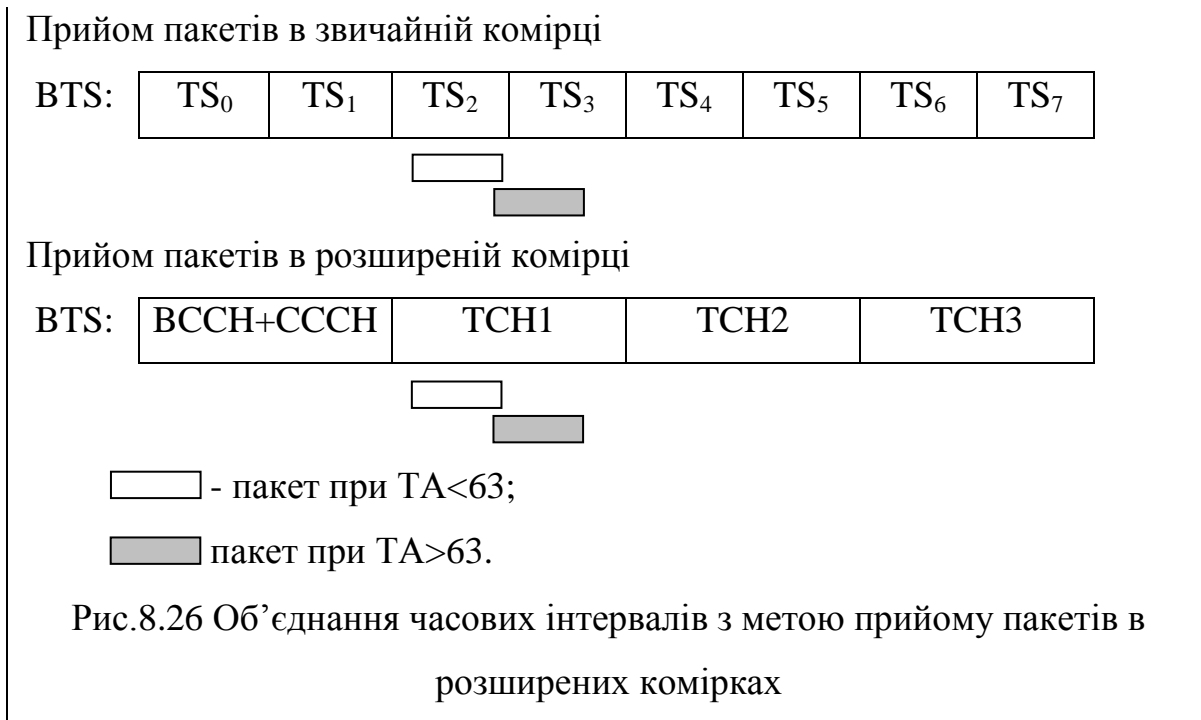 Прийом пакетів в звичайній комірці
BTS: TS₀ TS₁ TS₂ TS₃ TS₄ TS₅ TS₆ TS₇
Прийом пакетів в розширеній комірці
BTS: BCCH+CCCH TCH1 TCH2 TCH3
- пакет при TA<63;
пакет при TA>63.
Рис.8.26 Об’єднання часових інтервалів з метою прийому пакетів в
розширених комірках